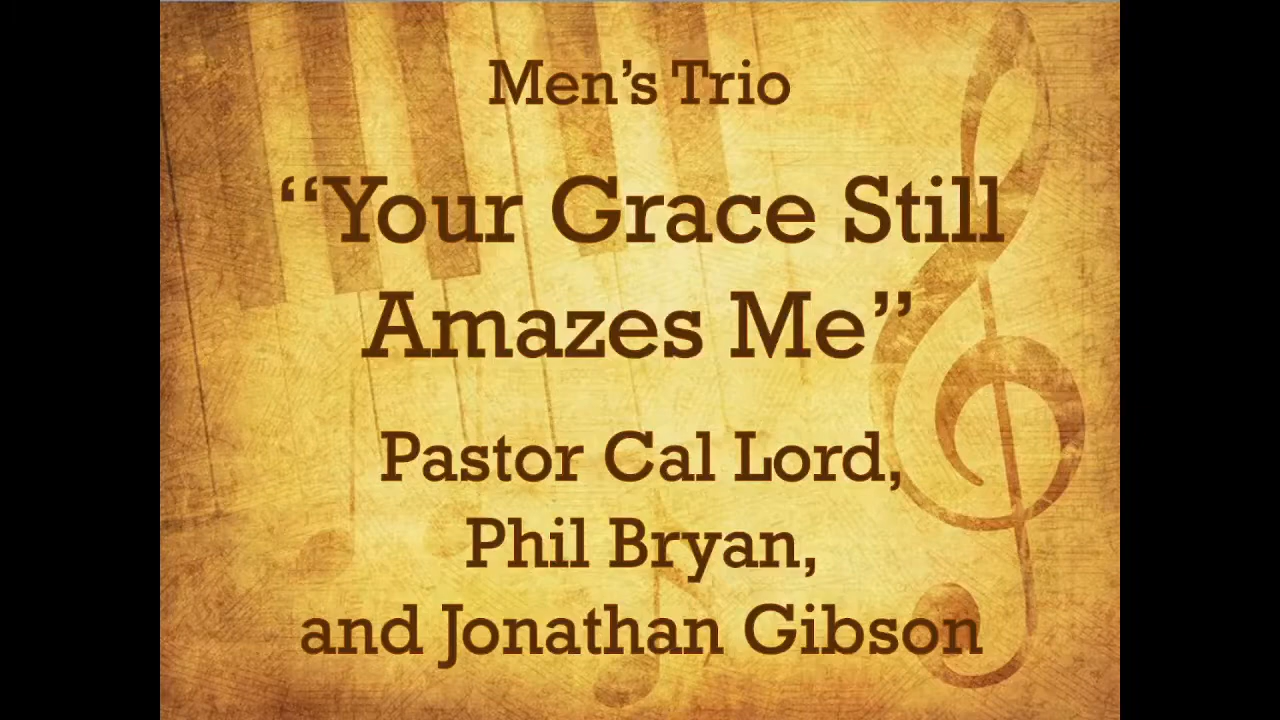 Men’s Trio
“Your Grace Still
Amazes Me”
Pastor Cal Lord,
Phil Bryan,
and Jonathan Gibson